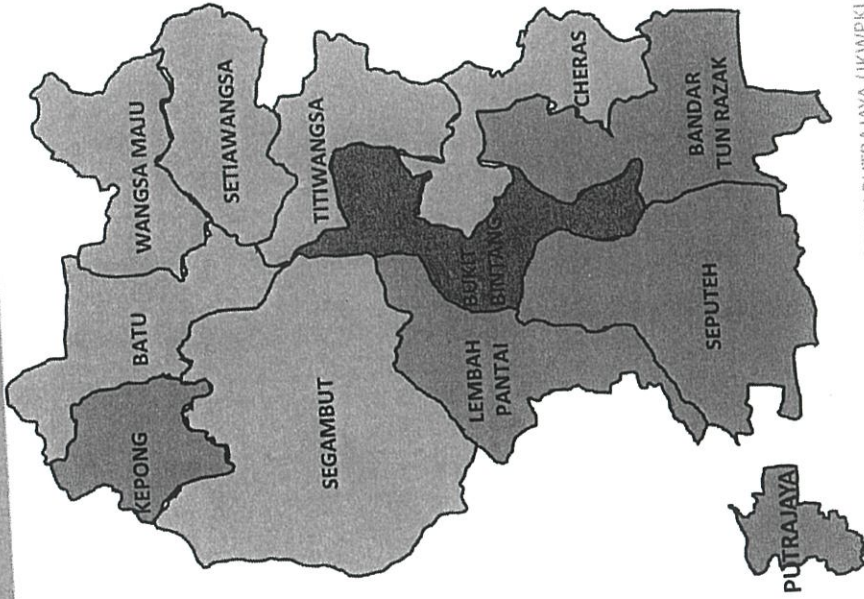 KEPONG
BATU
WANGSA MAJU
SETIAWANGSA
TITIWANGSA
SEGAMBUT
LEMBAH
PANTAI
BUKIT
BINTANG
CHERAS
BANDAR
TUN RAZAK
SEPUTEH
PUTRAJAYA